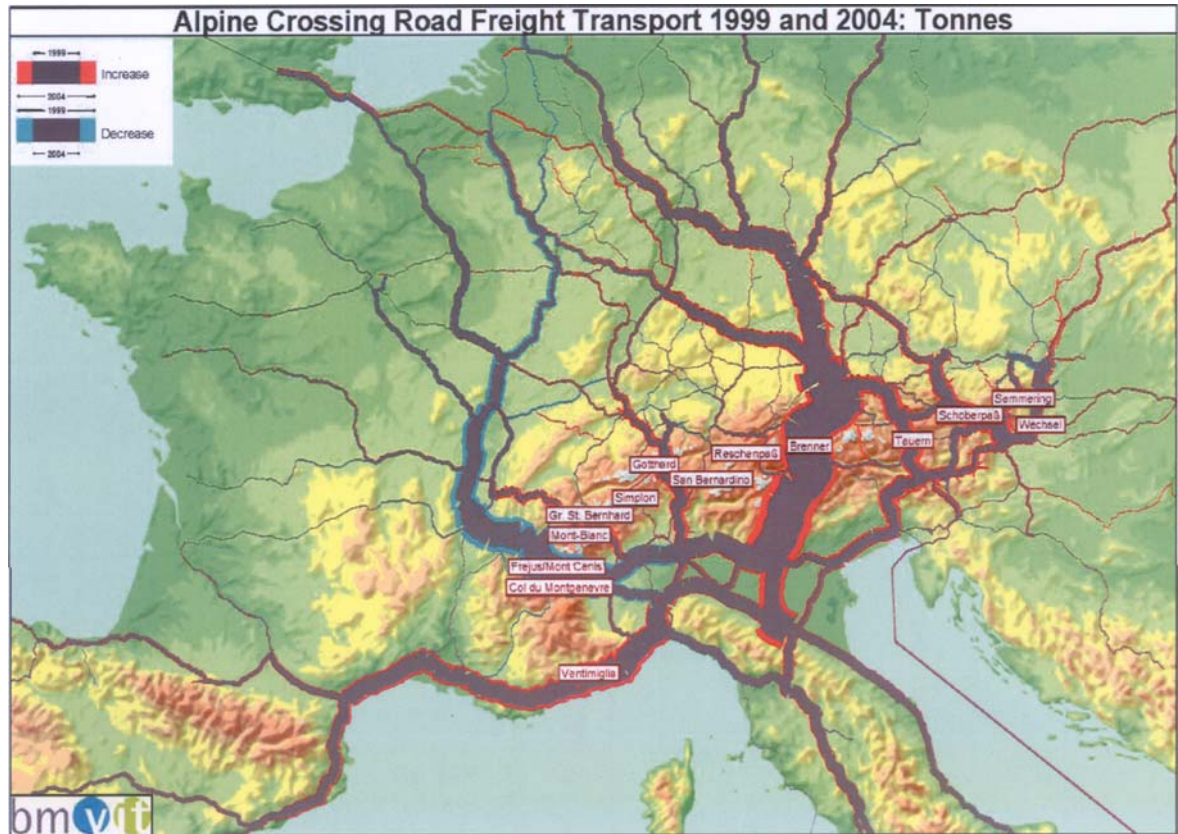 Alpine Crossing Road Freight Transport 1999 and 2004: Tonnes
1999
Increase
2004
1999
Decrease
2004
Semmering
Schoberpaß
Wechsel
Tauern
Brenner
Reschenpaß
Gotthard
San Bernardino
Simplon
Gr. St. Bernhard
Mont-Blanc
Frejus/Mont Cenis
Col du Montgenevre
Ventimiglia
bmvit